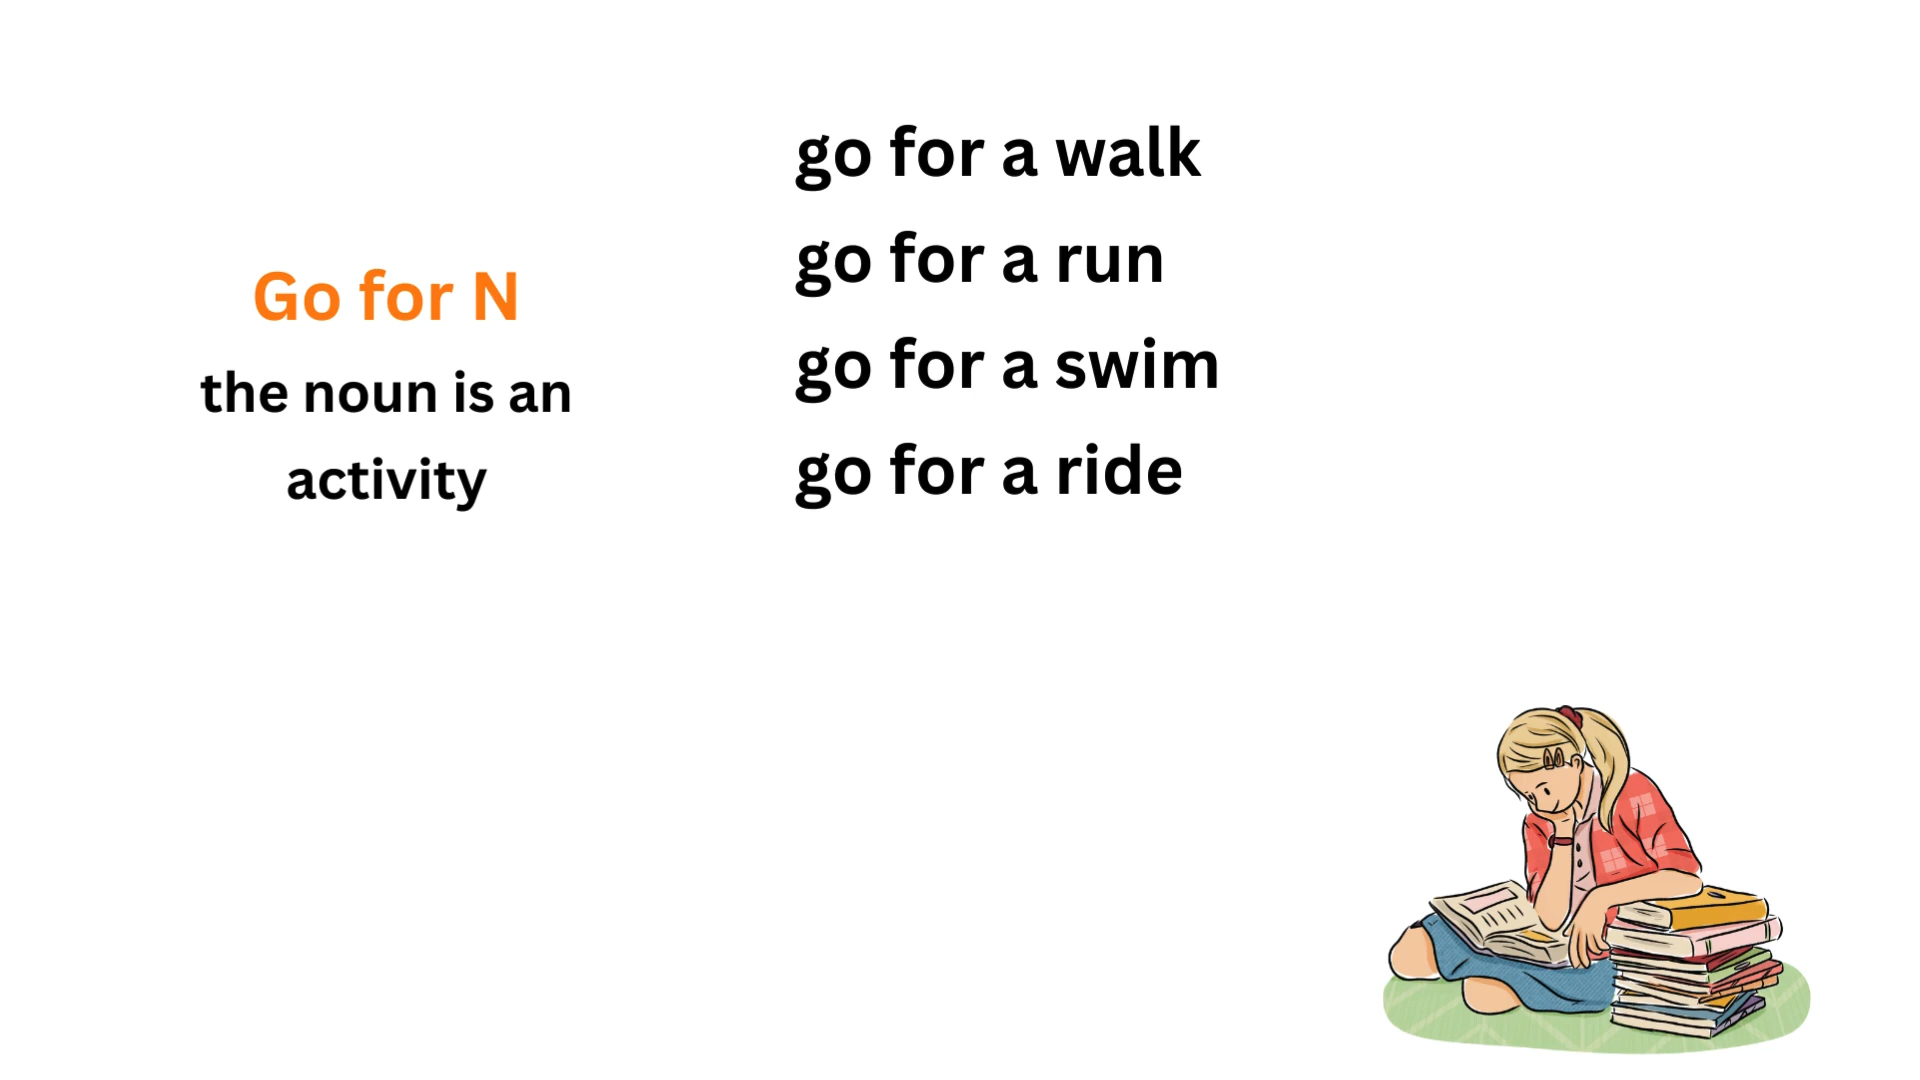 Go for N
the noun is an
activity
go for a walk
go for a run
go for a swim
go for a ride